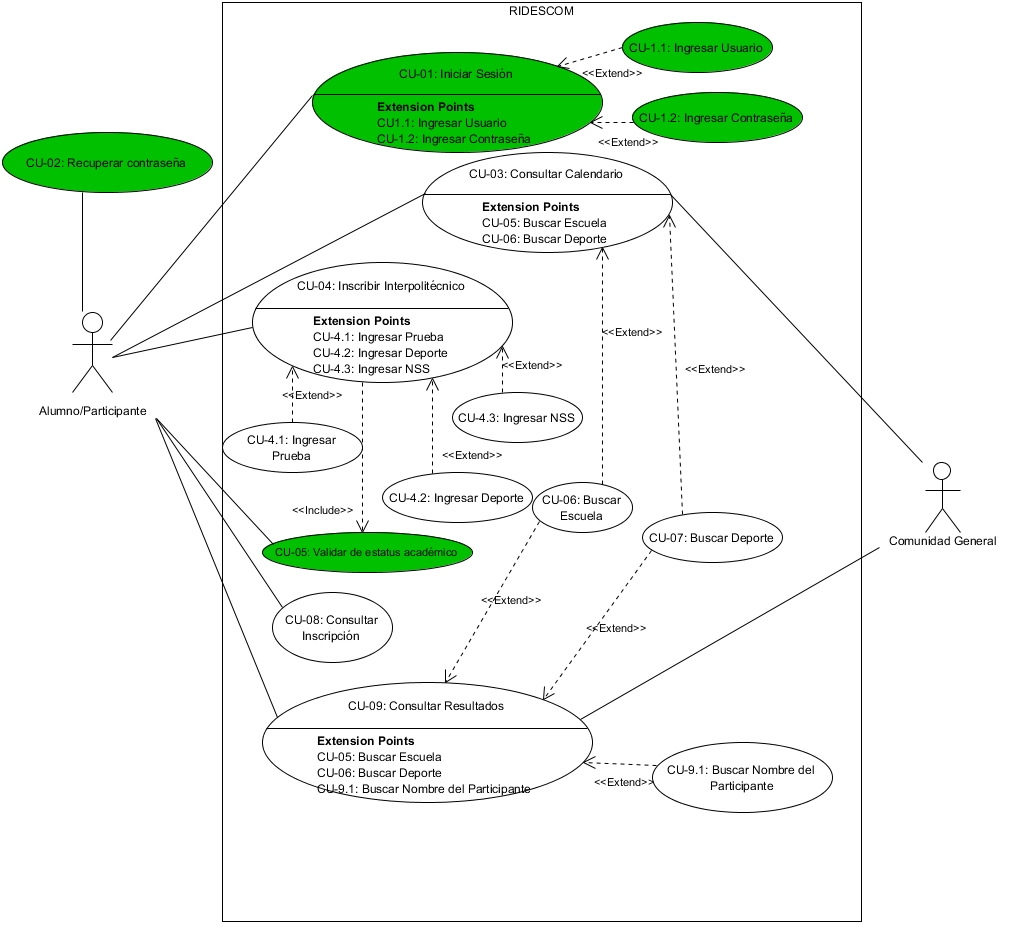 RIDESCOM
CU-01: Iniciar Sesión
Extension Points
CU1.1: Ingresar Usuario
CU-1.2: Ingresar Contraseña
CU-1.1: Ingresar Usuario
<<Extend>>
CU-1.2: Ingresar Contraseña
<<Extend>>
CU-02: Recuperar contraseña
CU-03: Consultar Calendario
Extension Points
CU-05: Buscar Escuela
CU-06: Buscar Deporte
CU-04: Inscribir Interpolitécnico
Extension Points
CU-4.1: Ingresar Prueba
CU-4.2: Ingresar Deporte
CU-4.3: Ingresar NSS
<<Extend>>
<<Extend>>
<<Extend>>
<<Extend>>
Alumno/Participante
CU-4.3: Ingresar NSS
CU-4.1: Ingresar
Prueba
<<Extend>>
CU-4.2: Ingresar Deporte
CU-06: Buscar
Escuela
<<Include>>
CU-07: Buscar Deporte
Comunidad General
CU-05: Validar de estatus académico
<<Extend>>
CU-08: Consultar
Inscripción
<<Extend>>
CU-09: Consultar Resultados
Extension Points
CU-05: Buscar Escuela
CU-06: Buscar Deporte
CU-9.1: Buscar Nombre del Participante
CU-9.1: Buscar Nombre del
Participante
<<Extend>>